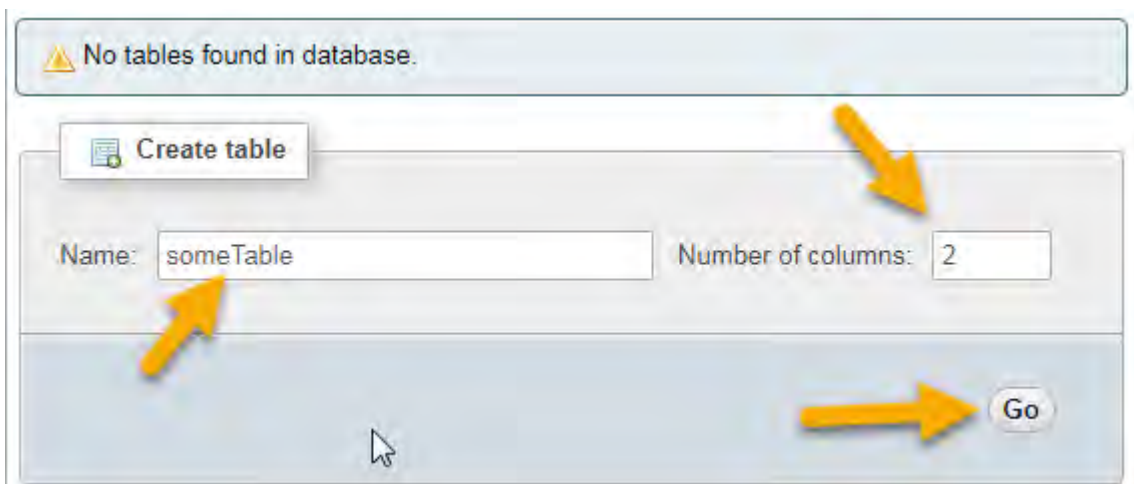 No tables found in database.
Create table
Name: someTable Number of columns: 2
Go